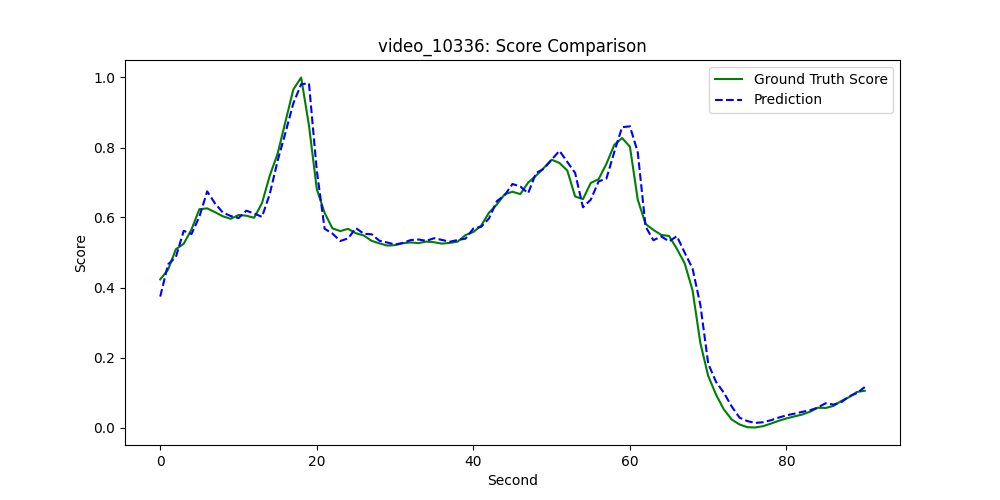 video_10336: Score Comparison
Ground Truth Score
Prediction
1.0
0.8
0.6
0.4
0.2
0.0
Score
0 20 40 60 80
Second